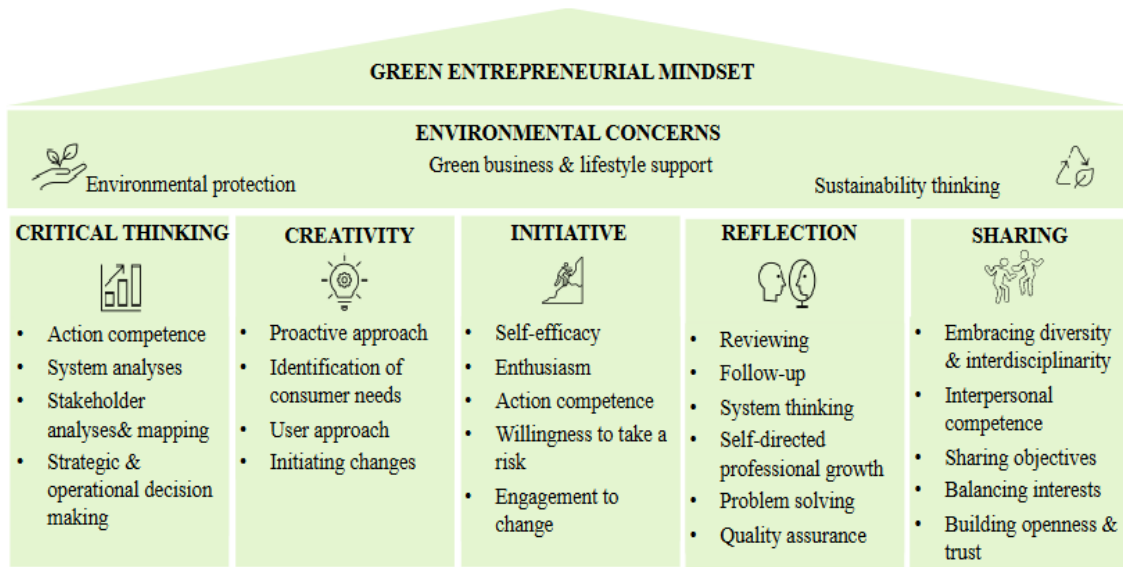 GREEN ENTREPRENEURIAL MINDSET
ENVIRONMENTAL CONCERNS
Green business & lifestyle support
Environmental protection
Sustainability thinking
CRITICAL THINKING
• Action competence
• System analyses
• Stakeholder
analyses& mapping
• Strategic &
operational decision
making
CREATIVITY
• Proactive approach
• Identification of
consumer needs
• User approach
• Initiating changes
INITIATIVE
• Self-efficacy
• Enthusiasm
• Action competence
• Willingness to take a
risk
• Engagement to
change
REFLECTION
• Reviewing
• Follow-up
• System thinking
• Self-directed
professional growth
• Problem solving
• Quality assurance
SHARING
• Embracing diversity
& interdisciplinarity
• Interpersonal
competence
• Sharing objectives
• Balancing interests
• Building openness &
trust